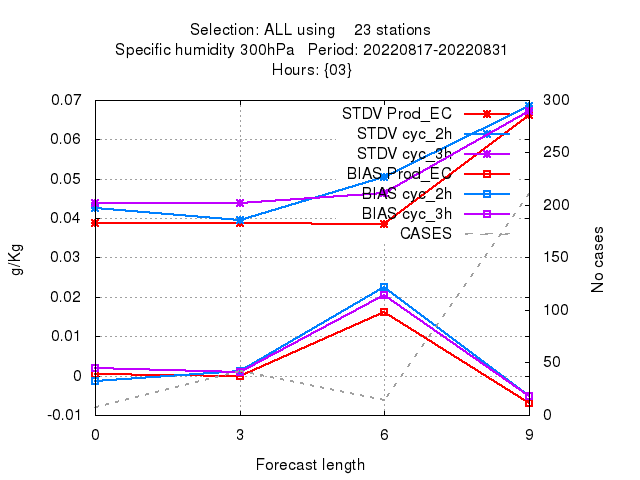 Selection: ALL using 23 stations
Specific humidity 300hPa Period: 20220817-20220831
Hours: {03}
0.07
0.06
0.05
0.04
0.03
0.02
0.01
0
-0.01
g/Kg
STDV Prod_EC
STDV cyc_2h
STDV cyc_3h
BIAS Prod_EC
BIAS cyc_2h
BIAS cyc_3h
CASES
300
250
200
150
100
50
0
No cases
0 3 6 9
Forecast length